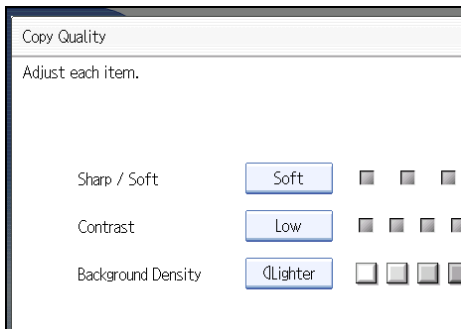 Copy Quality
Adjust each item.
Sharp / Soft Soft
Contrast Low
Background Density Lighter